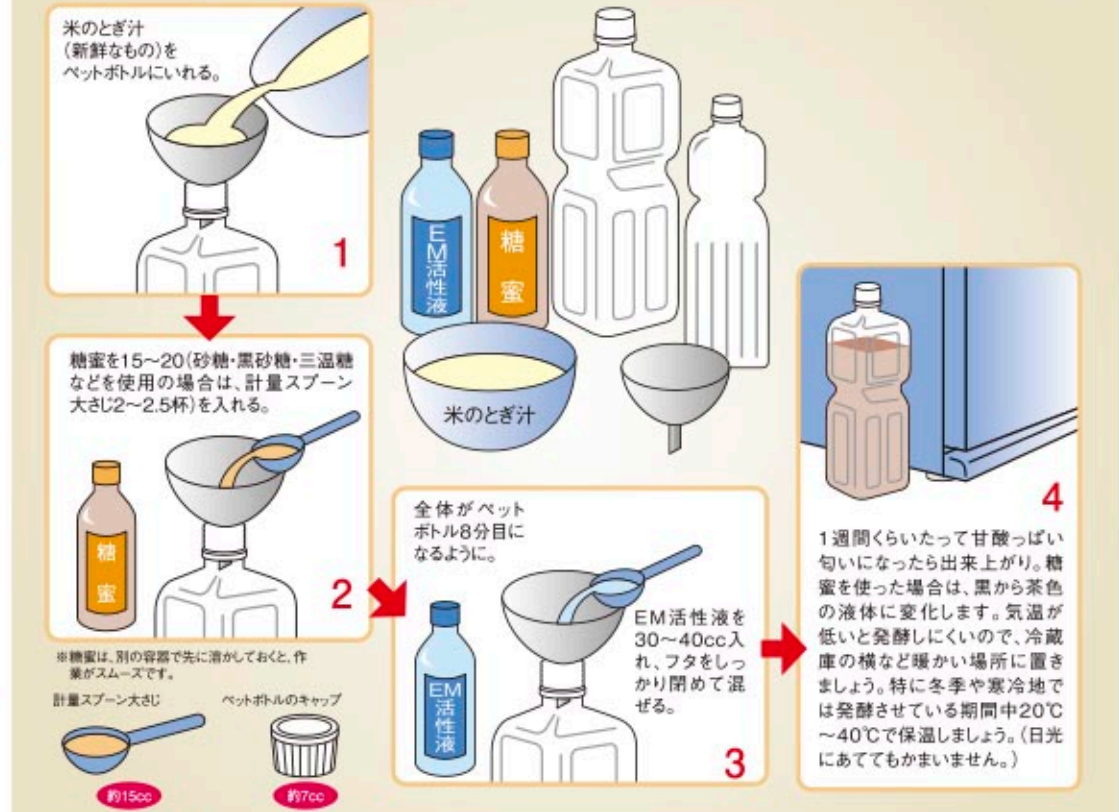 米のとぎ汁
(新鮮なもの)を
ペットボトルにいれる。
1
糖蜜を15～20(砂糖・黒砂糖・三温糖
などを使用の場合は、計量スプーン
大さじ2～2.5杯)を入れる。
糖蜜
2
※糖蜜は、別の容器で先に溶かしておくと、作
業がスムーズです。
計量スプーン大さじ
約15cc
ペットボトルのキャップ
約7cc
EM活性液
糖蜜
米のとぎ汁
全体がペット
ボトル8分目に
なるように。
EM活性液
EM活性液を
30～40cc入
れ、フタをしっ
かり閉めて混
ぜる。
3
4
1週間くらいたって甘酸っぱい
匂いになったら出来上がり。糖
蜜を使った場合は、黒から茶色
の液体に変化します。気温が
低いと発酵しにくいので、冷蔵
庫の横など暖かい場所に置き
ましょう。特に冬季や寒冷地で
は発酵させている期間中20℃
～40℃で保温しましょう。(日光
にあててもかまいません。)